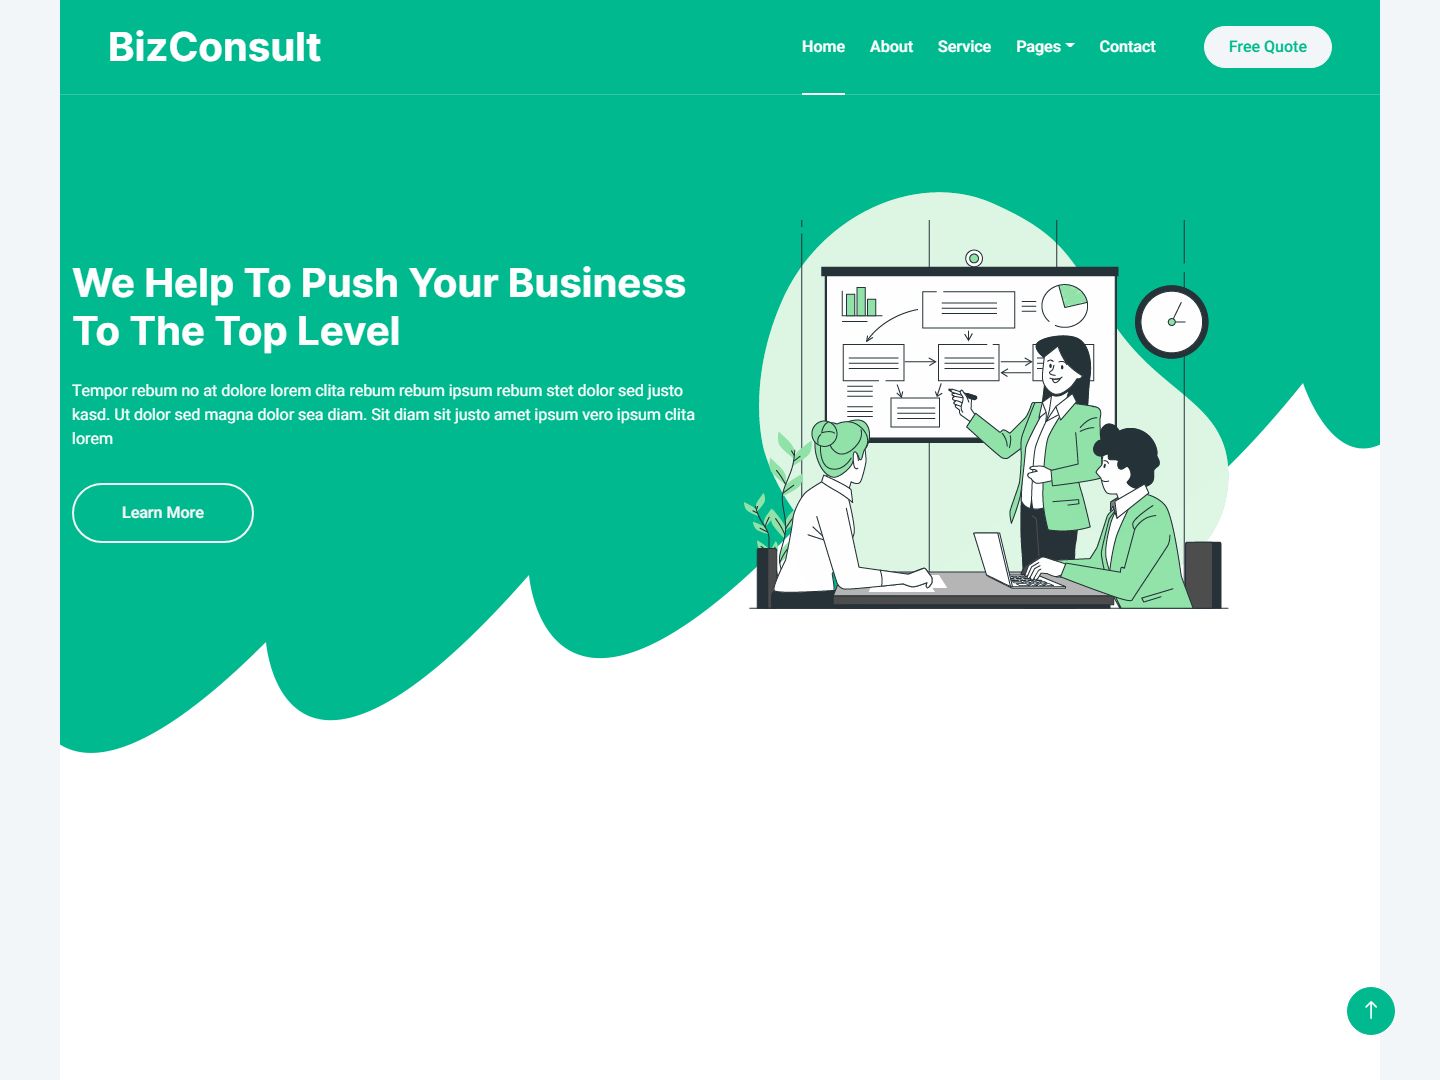 BizConsult
Home About Service Pages Contact Free Quote
We Help To Push Your Business
To The Top Level
Tempor rebum no at dolore lorem clita rebum rebum ipsum rebum stet dolor sed justo
kasd. Ut dolor sed magna dolor sea diam. Sit diam sit justo amet ipsum vero ipsum clita
lorem
Learn More